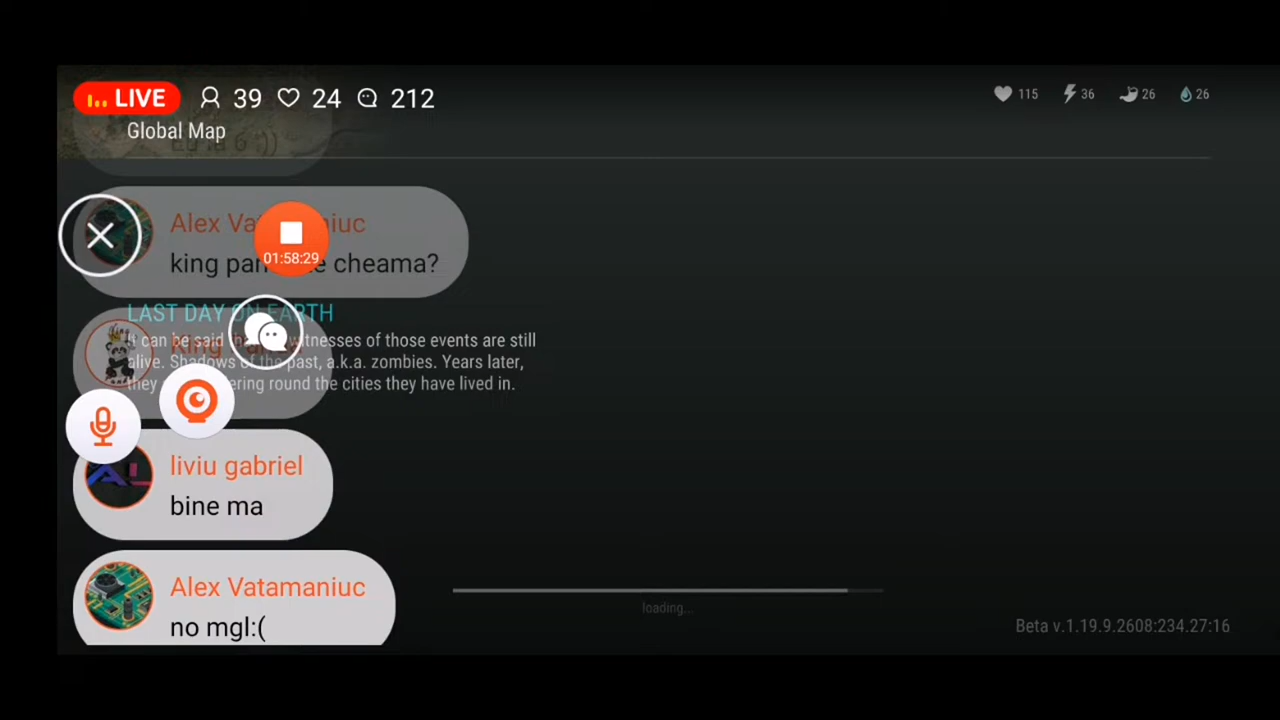 LIVE 39 24 212
115 36 26 26
Global Map
Alex Vatamaniuc
king pan cheama?
01:58:29
LAST DAY ON EARTH
It can be said witnesses of those events are still
alive. Shadows of the past, a.k.a. zombies. Years later,
they wandering round the cities they have lived in.
King
liviu gabriel
bine ma
Alex Vatamaniuc
no mgl:(
loading...
Beta v.1.19.9.2608:234.27:16